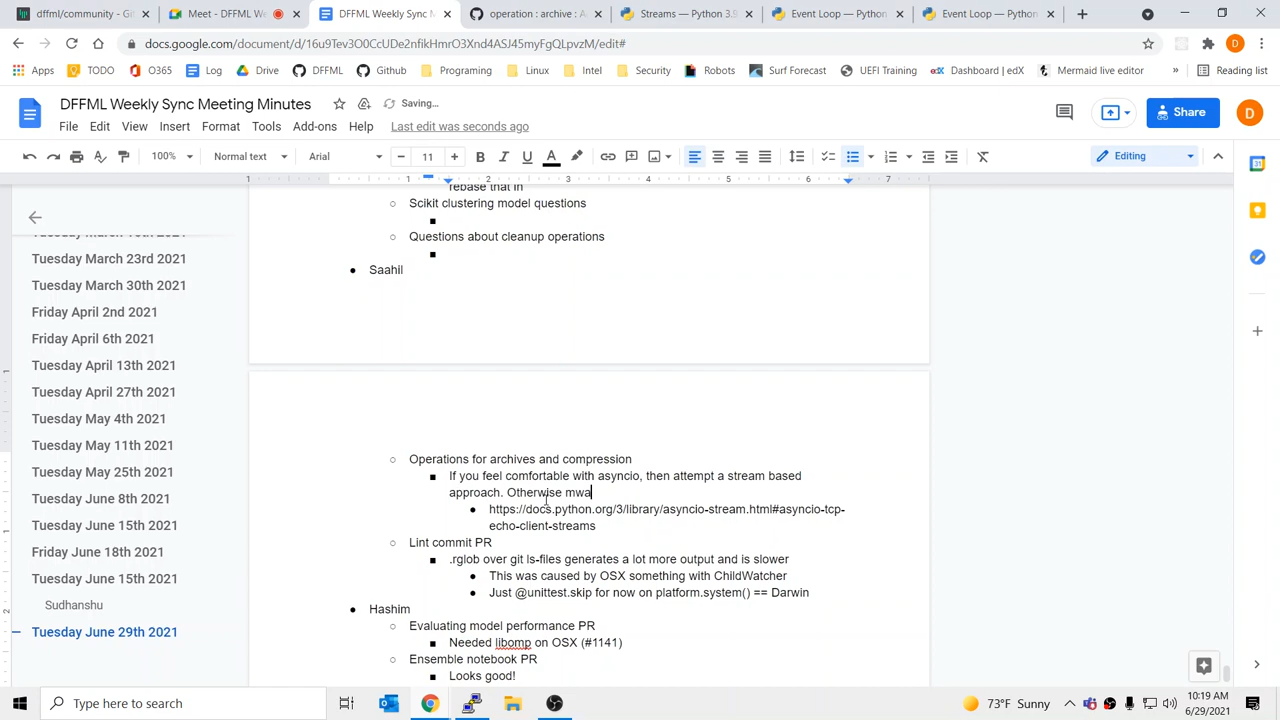 dffml/community - Git
Meet - DFFML We
DFFML Weekly Sync M
operation : archive : A
Streams — Python 3.9
Event Loop — Python
Event Loop — Python
docs.google.com/document/d/16u9Tev3O0CcUDe2nfikHmrO3Xrd4ASJ45myFgQLpvzM/edit#
Apps
TODO
O365
Log
Drive
DFFML
Github
Programing
Linux
Intel
Security
Robots
Surf Forecast
UEFI Training
Dashboard | edX
Mermaid live editor
»
Reading list
DFFML Weekly Sync Meeting Minutes
Saving…
File Edit View Insert Format Tools Add-ons Help Last edit was seconds ago
Share
D
100% Normal text Arial 11 B I U A
Editing
1 1 2 3 4 5 6 7
Tuesday March 23rd 2021
Tuesday March 30th 2021
Friday April 2nd 2021
Friday April 6th 2021
Tuesday April 13th 2021
Tuesday April 27th 2021
Tuesday May 4th 2021
Tuesday May 11th 2021
Tuesday May 25th 2021
Tuesday June 8th 2021
Tuesday June 15th 2021
Friday June 18th 2021
Tuesday June 15th 2021
Sudhanshu
Tuesday June 29th 2021
rebase that in
Scikit clustering model questions
Questions about cleanup operations
Saahil
Operations for archives and compression
If you feel comfortable with asyncio, then attempt a stream based
approach. Otherwise mwa
https://docs.python.org/3/library/asyncio-stream.html#asyncio-tcp-
echo-client-streams
Lint commit PR
.rglob over git ls-files generates a lot more output and is slower
This was caused by OSX something with ChildWatcher
Just @unittest.skip for now on platform.system() == Darwin
Hashim
Evaluating model performance PR
Needed libomp on OSX (#1141)
Ensemble notebook PR
Looks good!
Type here to search
73°F Sunny
10:19 AM
6/29/2021